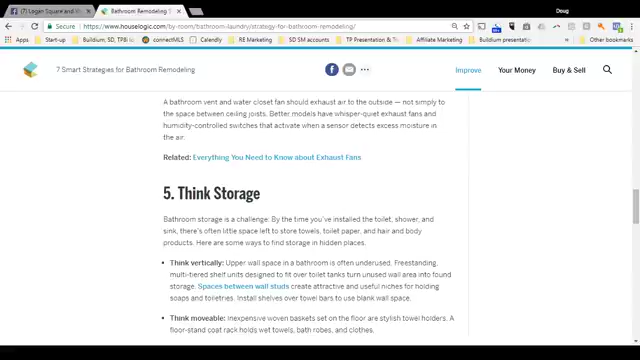 Doug
Logan Square and W
Bathroom Remodeling T
Secure
https://www.houselogic.com/by-room/bathroom-laundry/strategy-for-bathroom-remodeling/
Apps
Save
Suts
Buildium, SD, TPBi lo
connectMLS
Calendly
RE Marketing
SD SM accounts
TP Presentation & Tr
Affiliate Marketing
Buildium presentation
Other bookmarks
7 Smart Strategies for Bathroom Remodeling
Improve
Your Money
Buy & Sell
A bathroom vent and water closet fan should exhaust air to the outside — not simply to
the space between ceiling joists. Better models have whisper-quiet exhaust fans and
humidity-controlled switches that activate when a sensor detects excess moisture in
the air.
Related: Everything You Need to Know about Exhaust Fans
5. Think Storage
Bathroom storage is a challenge: By the time you've installed the toilet, shower, and
sink, there's often little space left to store towels, toilet paper, and hair and body
products. Here are some ways to find storage in hidden places.
• Think vertically: Upper wall space in a bathroom is often underused. Freestanding,
multi-tiered shelf units designed to fit over toilet tanks turn unused wall area into found
storage. Spaces between wall studs create attractive and useful niches for holding
soaps and toiletries. Install shelves over towel bars to use blank wall space.
• Think moveable: Inexpensive woven baskets set on the floor are stylish towel holders. A
floor-stand coat rack holds wet towels, bath robes, and clothes.